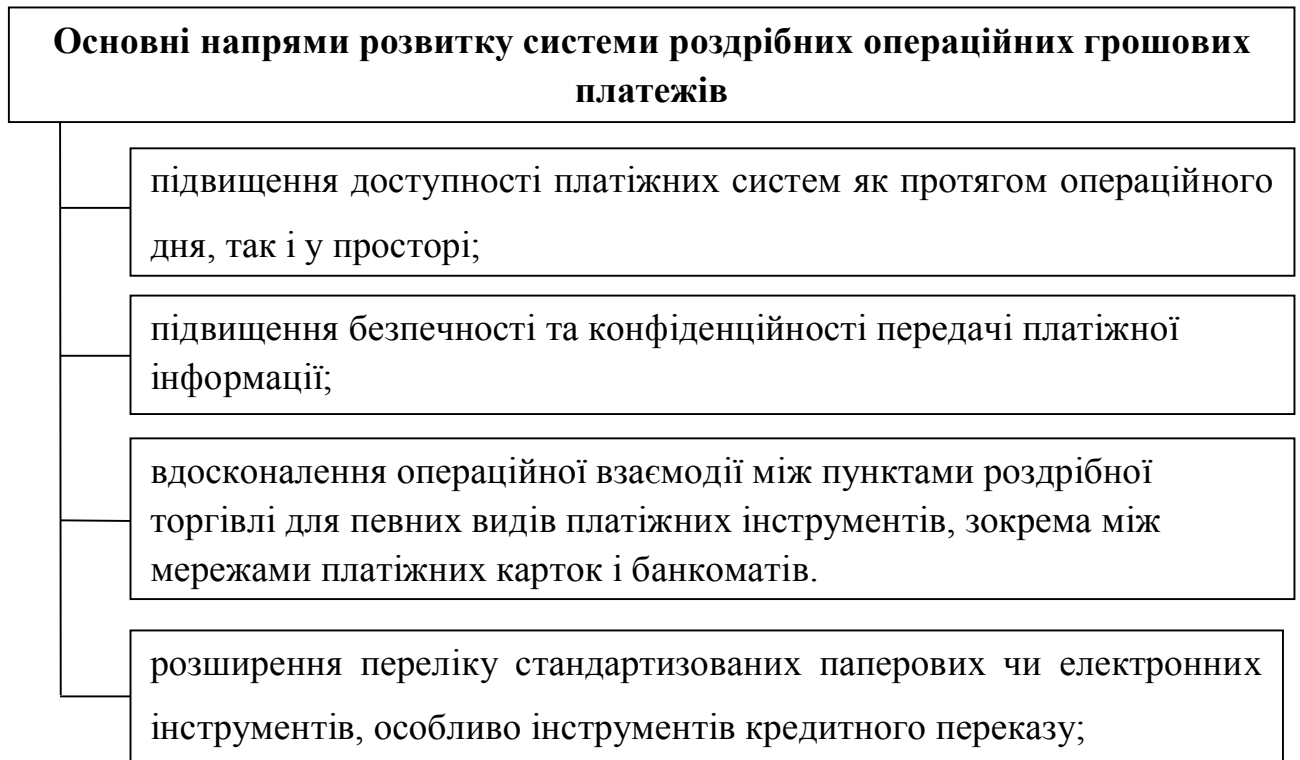 Основні напрями розвитку системи роздрібних операційних грошових
платежів
підвищення доступності платіжних систем як протягом операційного
дня, так і у просторі;
підвищення безпечності та конфіденційності передачі платіжної
інформації;
вдосконалення операційної взаємодії між пунктами роздрібної
торгівлі для певних видів платіжних інструментів, зокрема між
мережами платіжних карток і банкоматів.
розширення переліку стандартизованих паперових чи електронних
інструментів, особливо інструментів кредитного переказу;